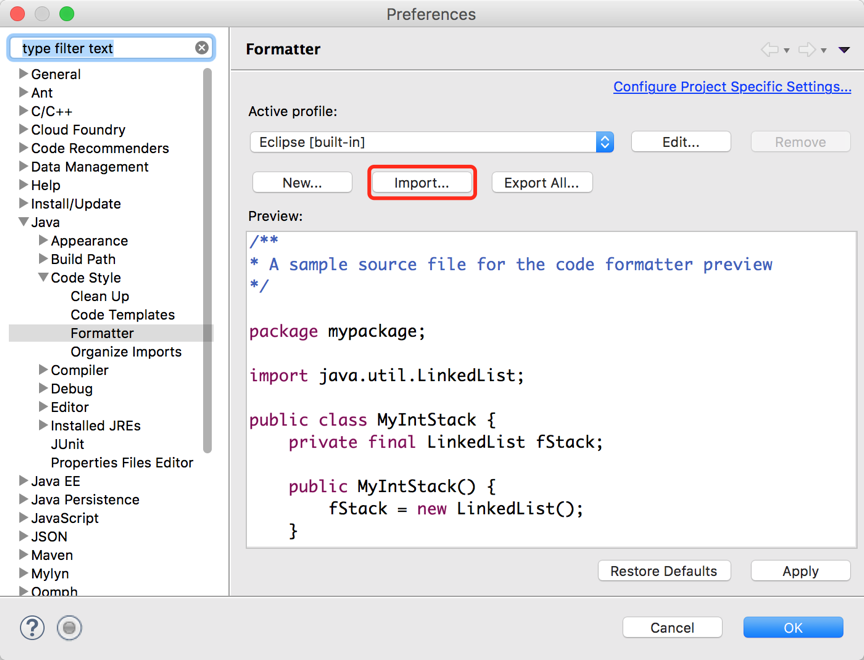 Preferences
type filter text
General
Ant
C/C++
Cloud Foundry
Code Recommenders
Data Management
Help
Install/Update
Java
Appearance
Build Path
Code Style
Clean Up
Code Templates
Formatter
Organize Imports
Compiler
Debug
Editor
Installed JREs
JUnit
Properties Files Editor
Java EE
Java Persistence
JavaScript
JSON
Maven
Mylyn
Oomph
Formatter
Configure Project Specific Settings...
Active profile:
Eclipse [built-in]
Edit...
Remove
New...
Import...
Export All...
Preview:
/**
* A sample source file for the code formatter preview
*/
package mypackage;
import java.util.LinkedList;
public class MyIntStack {
private final LinkedList fStack;
public MyIntStack() {
fStack = new LinkedList();
}
Restore Defaults
Apply
?
Cancel
OK